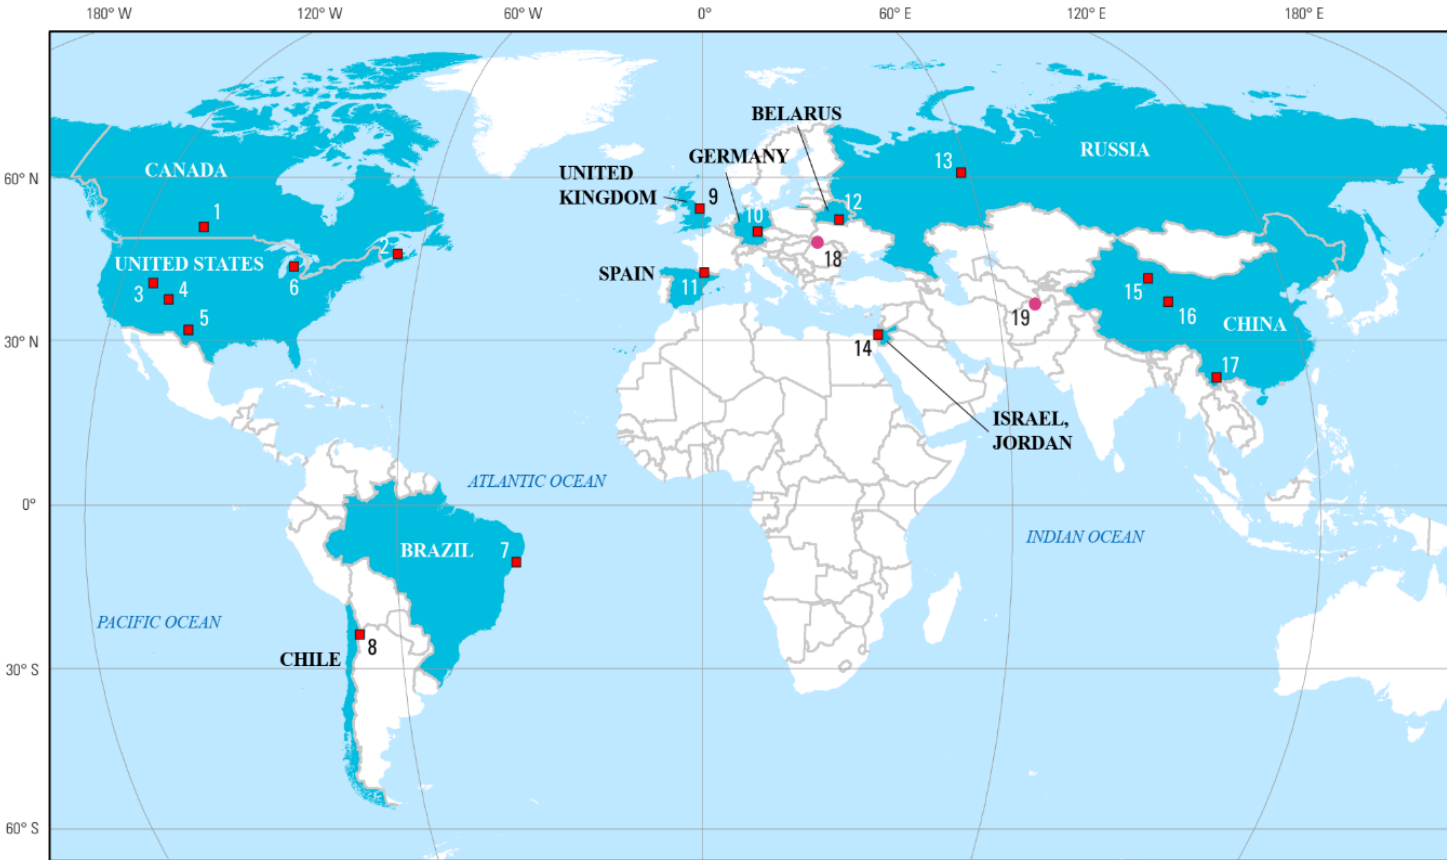 180° W 120° W 60° W 0° 60° E 120° E 180° E
BELARUS
GERMANY
RUSSIA
13
CANADA
UNITED
KINGDOM
60° N
9
10
12
1
2
18
UNITED STATES
SPAIN
11
15
3
4
6
16
19
5
CHINA
30° N
14
17
ISRAEL,
JORDAN
ATLANTIC OCEAN
0°
INDIAN OCEAN
BRAZIL
7
PACIFIC OCEAN
8
CHILE
30° S
60° S